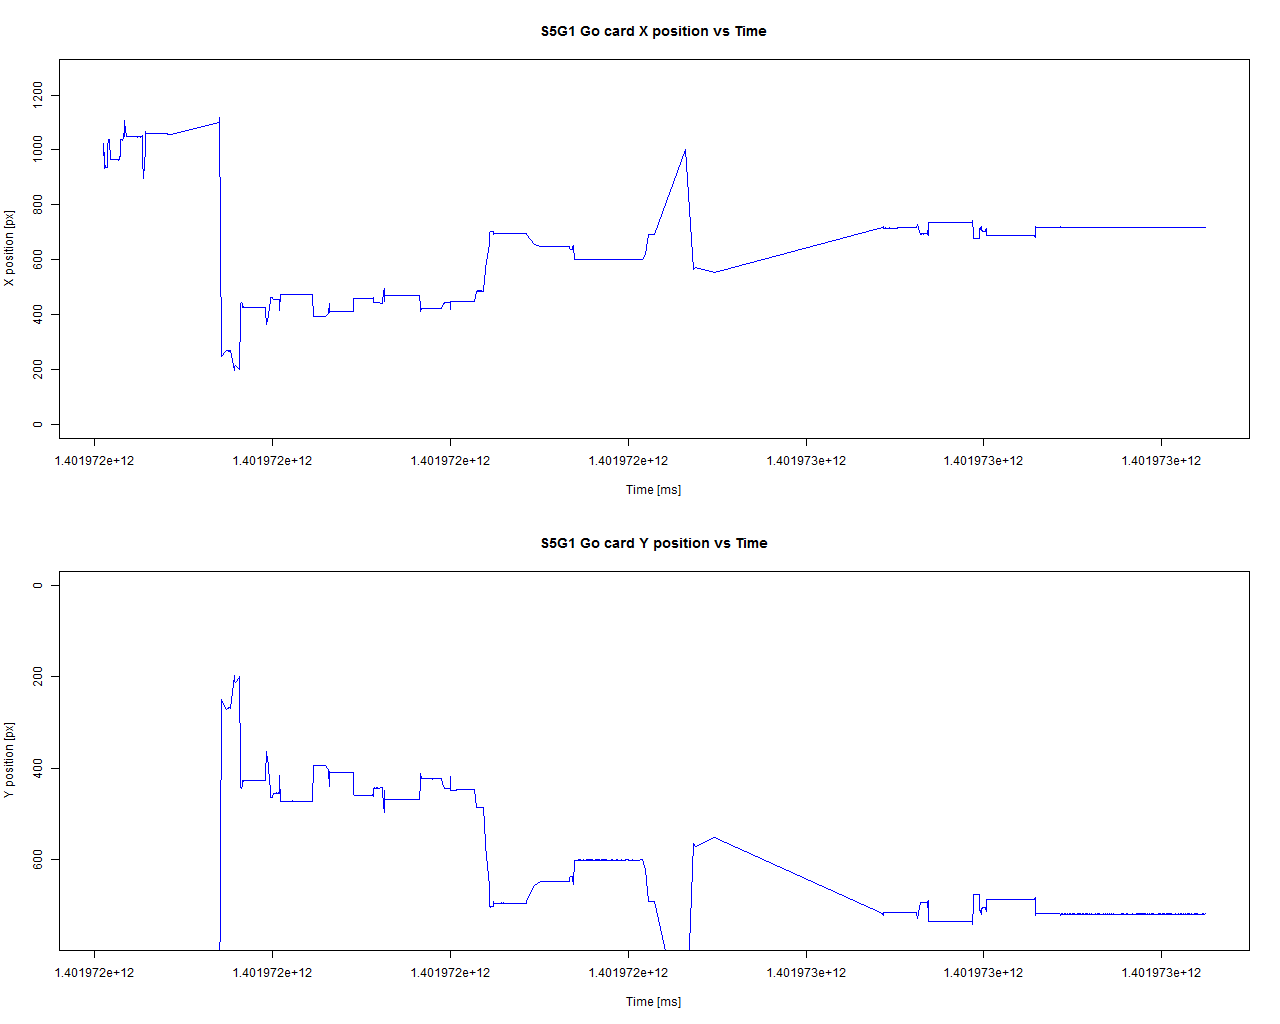 S5G1 Go card X position vs Time
1200
1000
800
600
400
200
0
X position [px]
1.401972e+12 1.401972e+12 1.401972e+12 1.401972e+12 1.401973e+12 1.401973e+12 1.401973e+12
Time [ms]
S5G1 Go card Y position vs Time
0
200
400
600
Y position [px]
1.401972e+12 1.401972e+12 1.401972e+12 1.401972e+12 1.401973e+12 1.401973e+12 1.401973e+12
Time [ms]